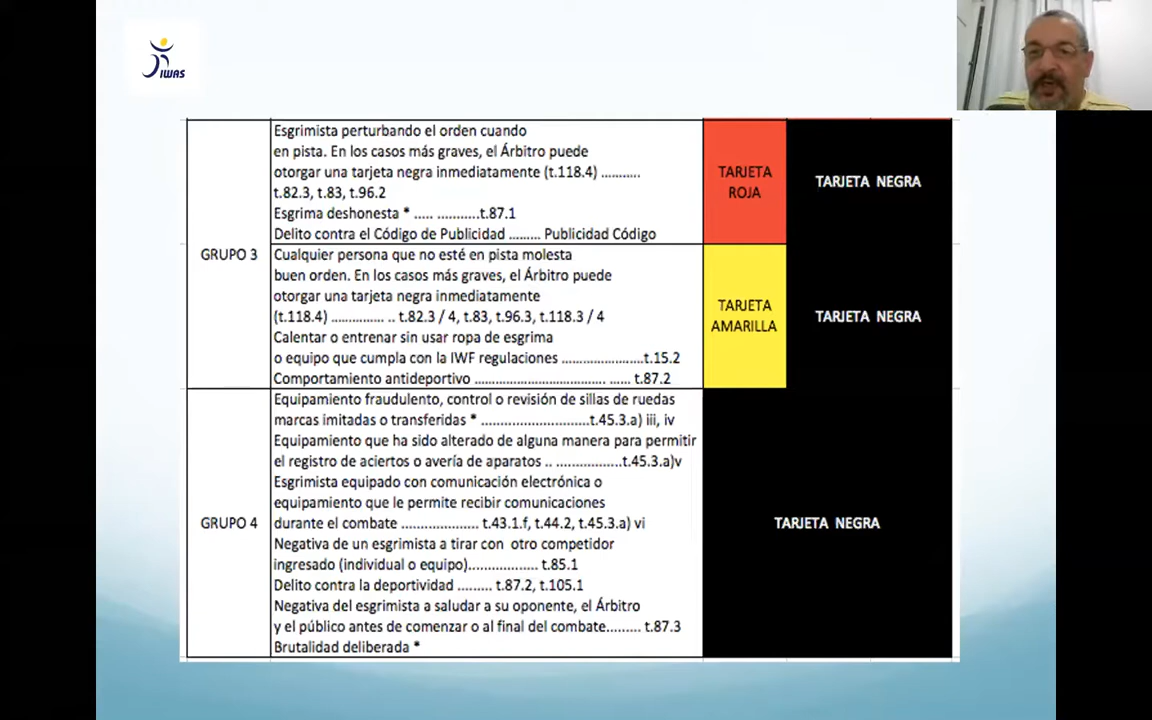 IWAS
GRUPO 3
Esgrimista perturbando el orden cuando
en pista. En los casos más graves, el Árbitro puede
otorgar una tarjeta negra inmediatamente (t.118.4) ...........
t.82.3, t.83, t.96.2
Esgrima deshonesta * ..... ...........t.87.1
Delito contra el Código de Publicidad ......... Publicidad Código
TARJETA
ROJA
TARJETA NEGRA
Cualquier persona que no esté en pista molesta
buen orden. En los casos más graves, el Árbitro puede
otorgar una tarjeta negra inmediatamente
(t.118.4) ............... .. t.82.3 / 4, t.83, t.96.3, t.118.3 / 4
Calentar o entrenar sin usar ropa de esgrima
o equipo que cumpla con la IWF regulaciones .......................t.15.2
Comportamiento antideportivo ..................................... ...... t.87.2
TARJETA
AMARILLA
TARJETA NEGRA
GRUPO 4
Equipamiento fraudulento, control o revisión de sillas de ruedas
marcas imitadas o transferidas * .............................t.45.3.a) iii, iv
Equipamiento que ha sido alterado de alguna manera para permitir
el registro de aciertos o avería de aparatos .. ..................t.45.3.a)v
Esgrimista equipado con comunicación electrónica o
equipamiento que le permite recibir comunicaciones
durante el combate ..................... t.43.1.f, t.44.2, t.45.3.a) vi
Negativa de un esgrimista a tirar con otro competidor
ingresado (individual o equipo).................. t.85.1
Delito contra la deportividad ......... t.87.2, t.105.1
Negativa del esgrimista a saludar a su oponente, el Árbitro
y el público antes de comenzar o al final del combate......... t.87.3
Brutalidad deliberada *
TARJETA NEGRA